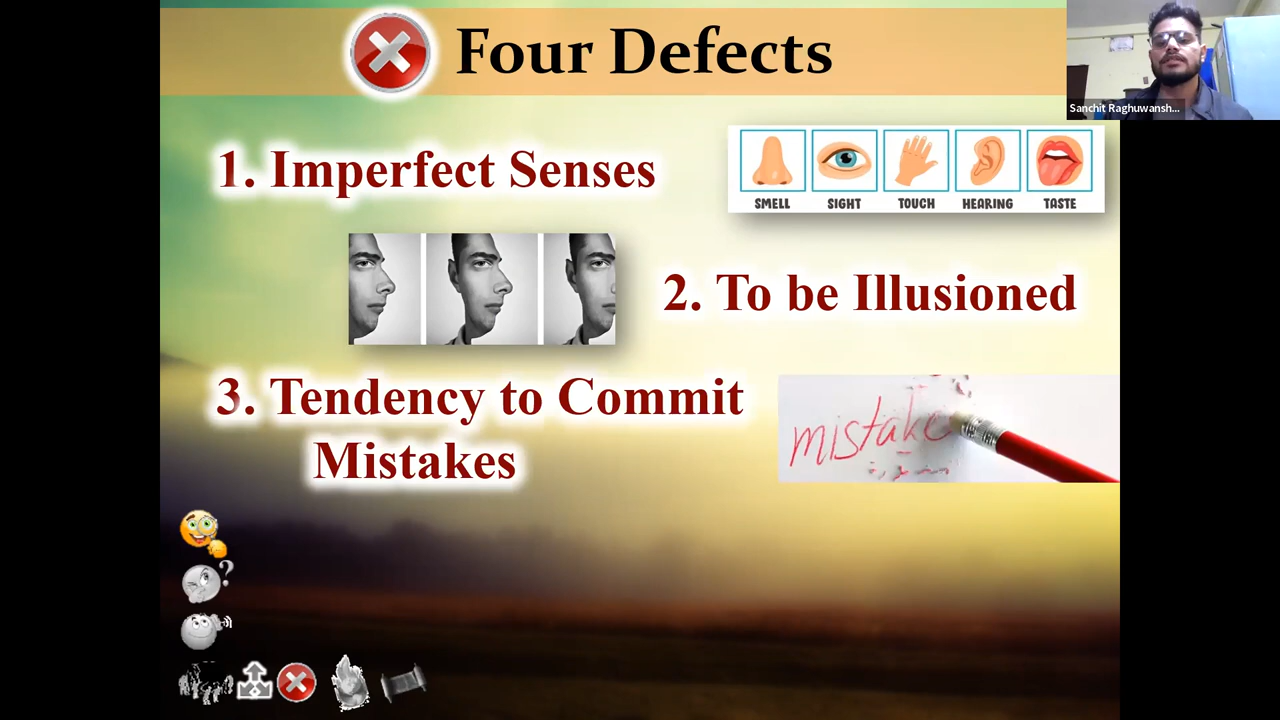 Four Defects
Sanchit Raghuwansh...
1. Imperfect Senses
SMELL
SIGHT
TOUCH
HEARING
TASTE
2. To be Illusioned
3. Tendency to Commit
Mistakes
mistake
?